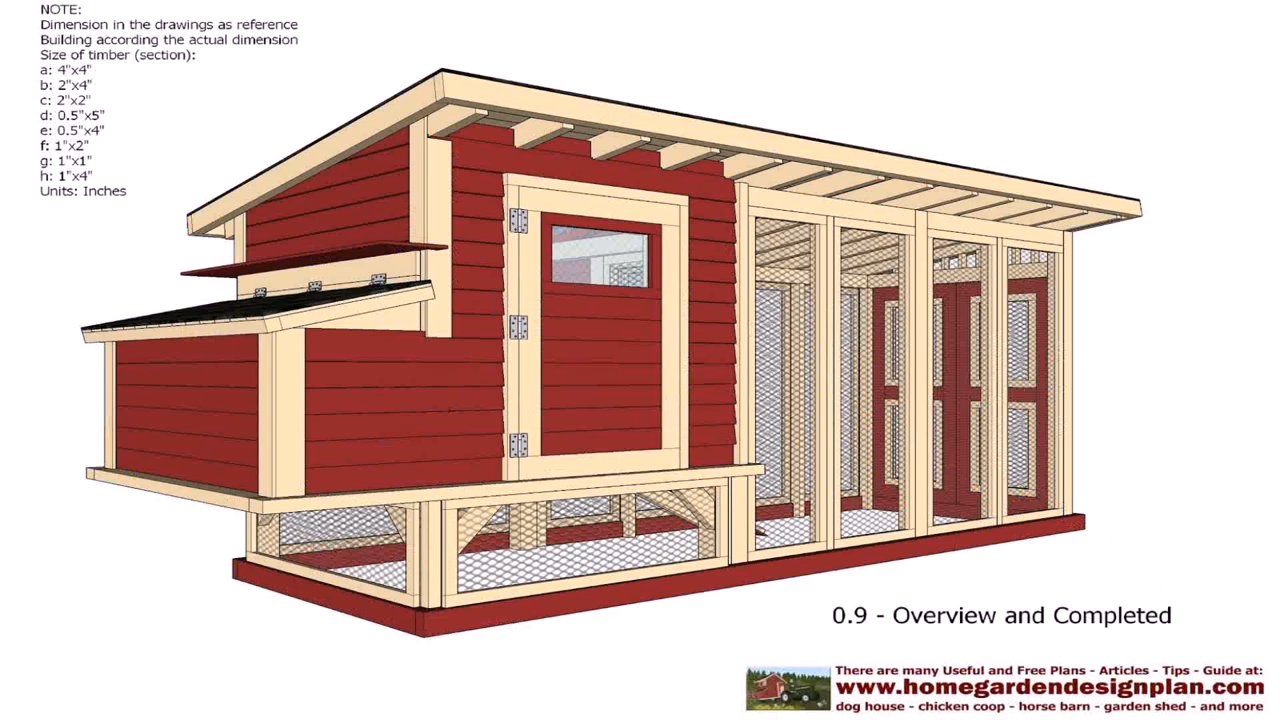 NOTE:
Dimension in the drawings as reference
Building according the actual dimension
Size of timber (section):
a: 4"x4"
b: 2"x4"
c: 2"x2"
d: 0.5"x5"
e: 0.5"x4"
f: 1"x2"
g: 1"x1"
h: 1"x4"
Units: Inches
0.9 - Overview and Completed
There are many Useful and Free Plans - Articles - Tips - Guide at:
www.homegardendesignplan.com
dog house - chicken coop - horse barn - garden shed - and more